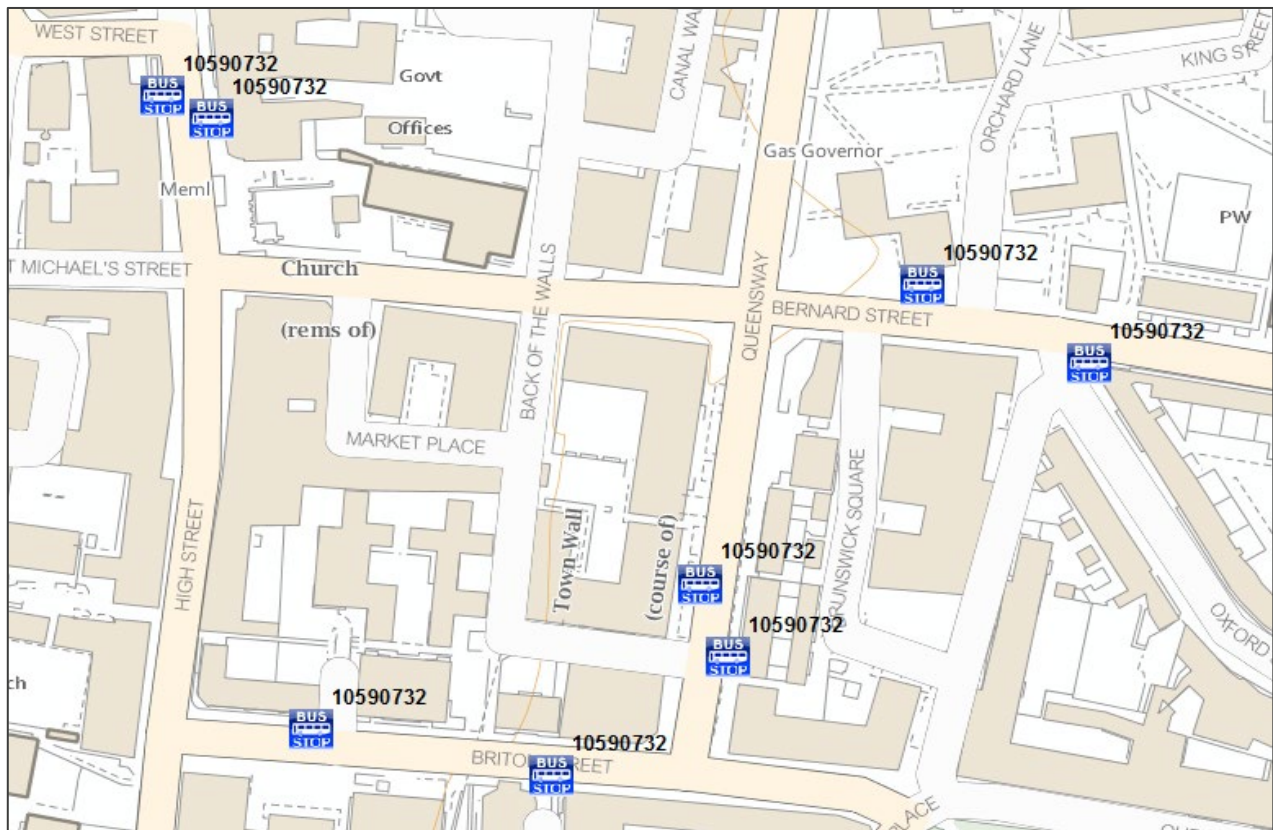 WEST STREET
10590732
BUS
STOP
10590732
BUS
STOP
Govt
Offices
CANAL WA
ORCHARD LANE
KING STREET
Gas Governor
Meml
PW
T MICHAEL'S STREET
Church
(rems of)
BACK OF THE WALLS
QUEENSWAY
10590732
BUS
STOP
BERNARD STREET
10590732
BUS
STOP
MARKET PLACE
HIGH STREET
Town Wall
(course of)
10590732
BUS
STOP
10590732
BUS
STOP
RUNSWICK SQUARE
OXFORD
ch
10590732
BUS
STOP
10590732
BUS
STOP
BRITO
REET
PLACE